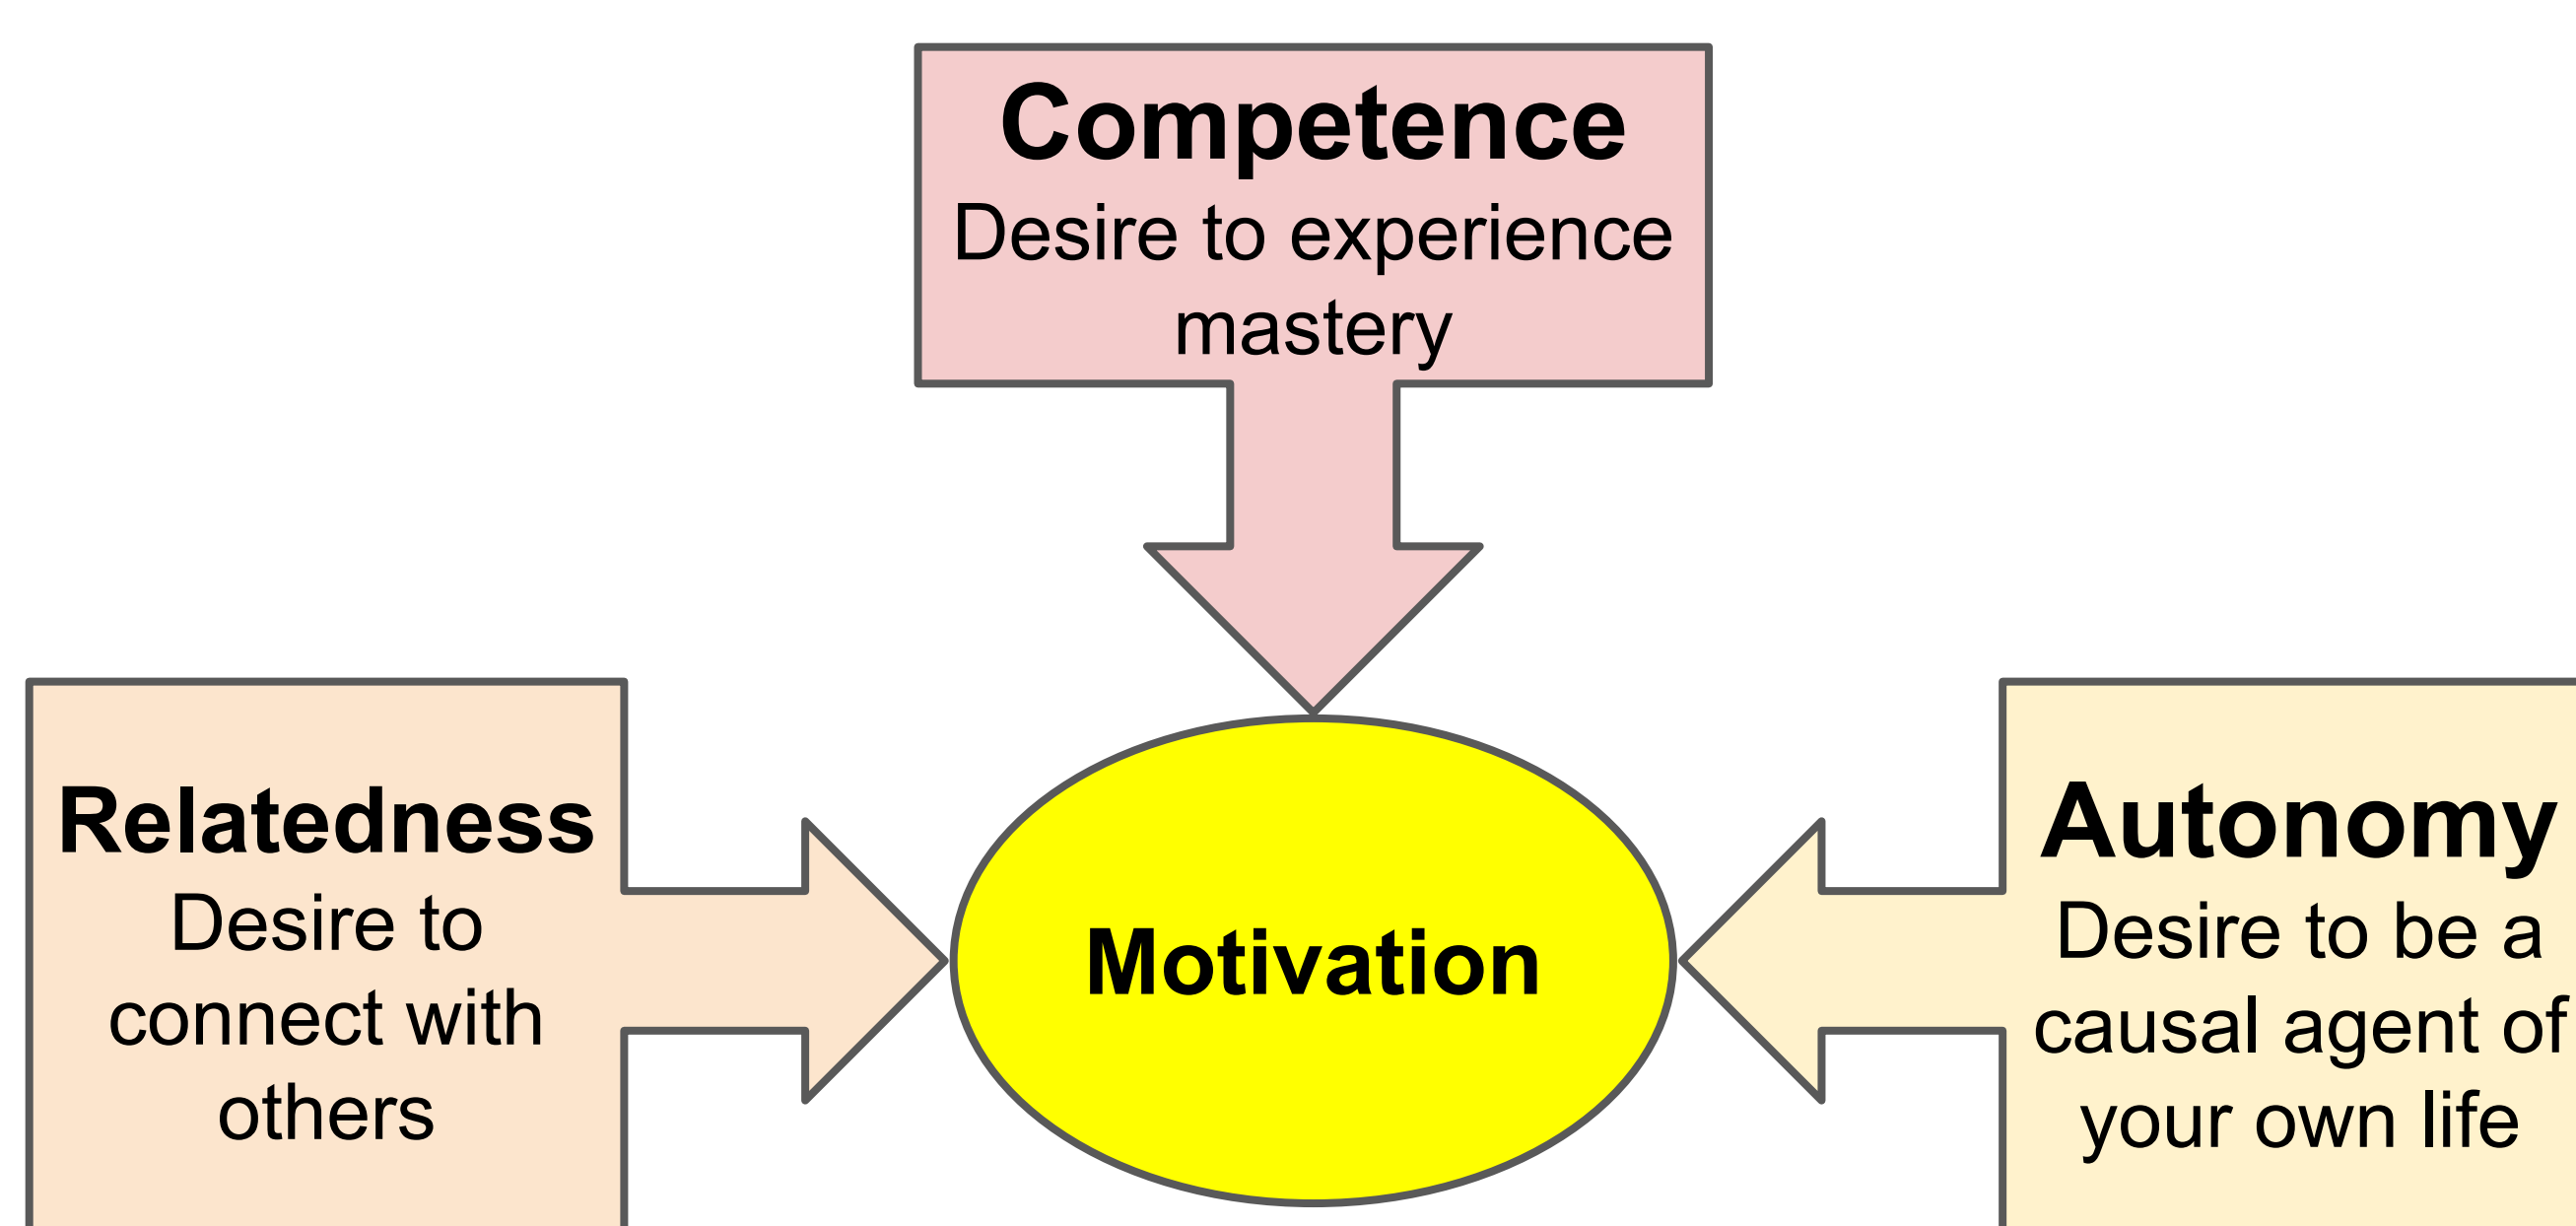 Competence
Desire to experience
mastery
Relatedness
Desire to
connect with
others
Motivation
Autonomy
Desire to be a
causal agent of
your own life